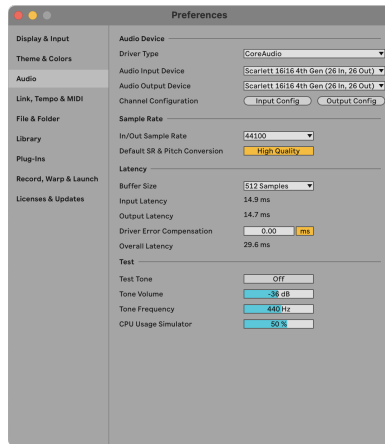 Preferences
Display & Input
Theme & Colors
Audio
Link, Tempo & MIDI
File & Folder
Library
Plug-Ins
Record, Warp & Launch
Licenses & Updates
Audio Device
Driver Type CoreAudio
Audio Input Device Scarlett 16i16 4th Gen (26 In, 26 Out)
Audio Output Device Scarlett 16i16 4th Gen (26 In, 26 Out)
Channel Configuration Input Config Output Config
Sample Rate
In/Out Sample Rate 44100
Default SR & Pitch Conversion High Quality
Latency
Buffer Size 512 Samples
Input Latency 14.9 ms
Output Latency 14.7 ms
Driver Error Compensation 0.00 ms
Overall Latency 29.6 ms
Test
Test Tone Off
Tone Volume -36 dB
Tone Frequency 440 Hz
CPU Usage Simulator 50 %